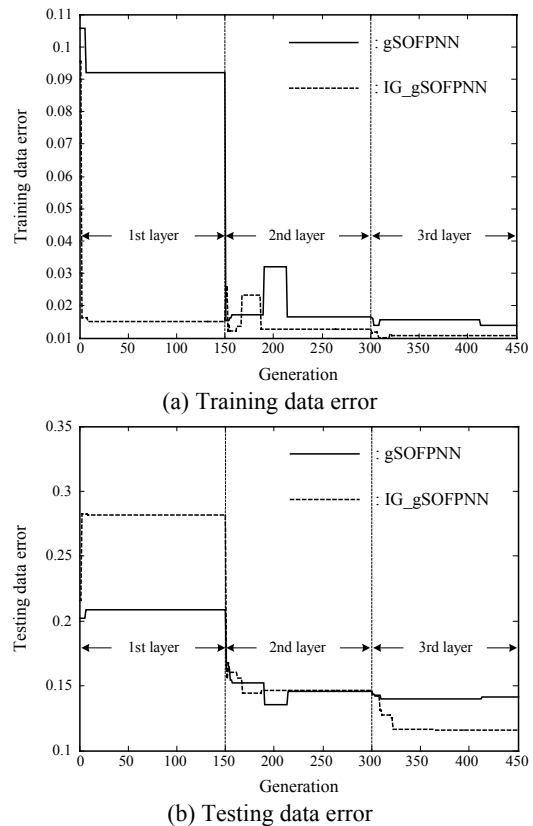 0.11
0.1
0.09
0.08
0.07
0.06
0.05
0.04
0.03
0.02
0.01
Training data error
: gSOFPNN
: IG_gSOFPNN
1st layer
2nd layer
3rd layer
0 50 100 150 200 250 300 350 400 450
Generation
(a) Training data error
0.35
0.3
0.25
0.2
0.15
0.1
Testing data error
: gSOFPNN
: IG_gSOFPNN
1st layer
2nd layer
3rd layer
0 50 100 150 200 250 300 350 400 450
Generation
(b) Testing data error